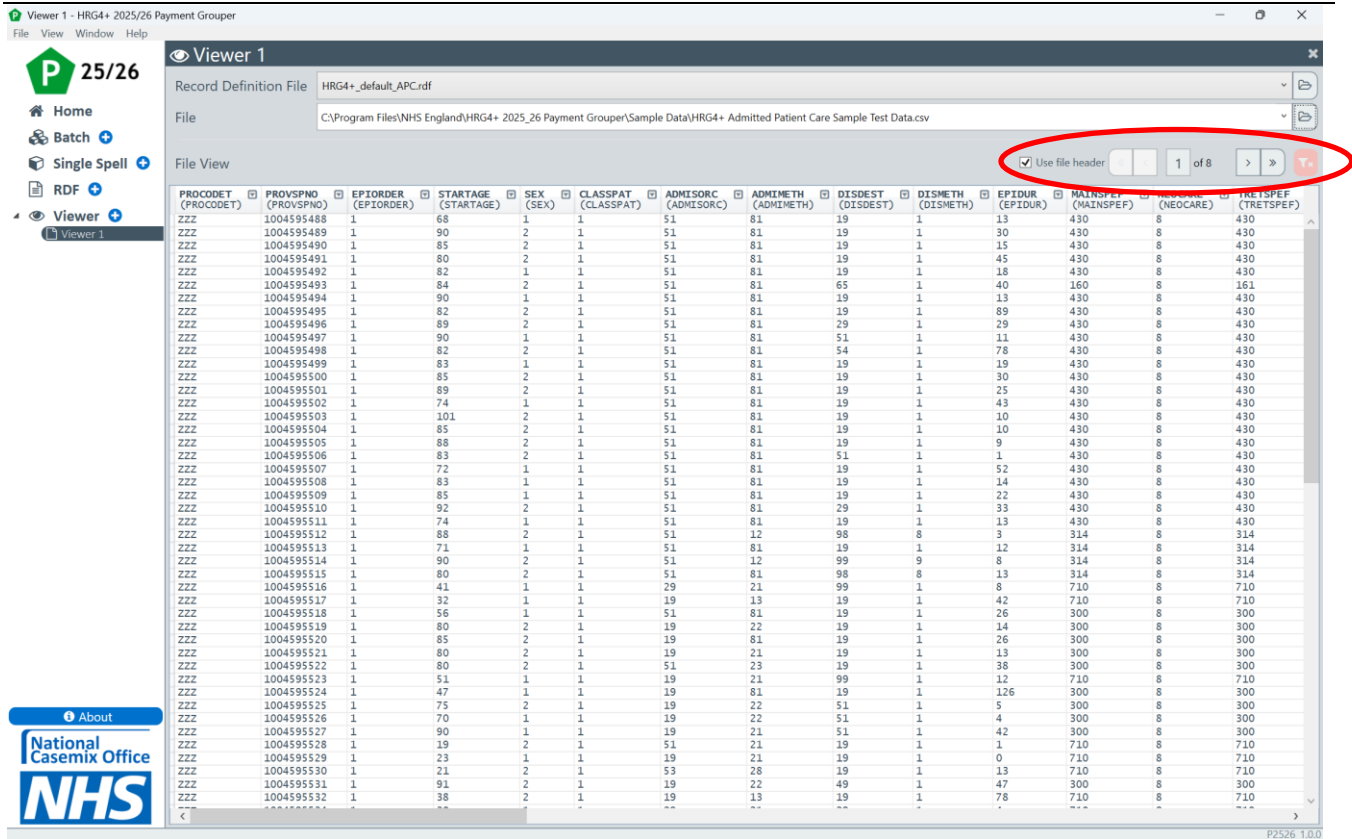 Viewer 1 - HRG4+ 2025/26 Payment Grouper
File View Window Help
P 25/26
Home
Batch
Single Spell
RDF
Viewer
Viewer 1
About
National
Casemix Office
NHS
Viewer 1
Record Definition File HRG4+_default_APC.rdf
File C:\Program Files\NHS England\HRG4+ 2025_26 Payment Grouper\Sample Data\HRG4+ Admitted Patient Care Sample Test Data.csv
File View Use file header 1 of 8
PROCODET PROVSPNO EPIORDER STARTAGE SEX CLASSPAT ADMISORC ADMIMETH DISDEST DISMETH EPIDUR MAINSPEF NEOCARE TRETSPEF
(PROCODET) (PROVSPNO) (EPIORDER) (STARTAGE) (SEX) (CLASSPAT) (ADMISORC) (ADMIMETH) (DISDEST) (DISMETH) (EPIDUR) (MAINSPEF) (NEOCARE) (TRETSPEF)
ZZZ 1004595488 1 68 1 1 51 81 19 1 13 430 8 430
ZZZ 1004595489 1 90 2 1 51 81 19 1 30 430 8 430
ZZZ 1004595490 1 85 2 1 51 81 19 1 15 430 8 430
ZZZ 1004595491 1 80 2 1 51 81 19 1 45 430 8 430
ZZZ 1004595492 1 82 1 1 51 81 19 1 18 430 8 430
ZZZ 1004595493 1 84 2 1 51 81 65 1 40 160 8 161
ZZZ 1004595494 1 90 1 1 51 81 19 1 13 430 8 430
ZZZ 1004595495 1 82 2 1 51 81 19 1 89 430 8 430
ZZZ 1004595496 1 89 2 1 51 81 29 1 29 430 8 430
ZZZ 1004595497 1 90 1 1 51 81 51 1 11 430 8 430
ZZZ 1004595498 1 82 2 1 51 81 54 1 78 430 8 430
ZZZ 1004595499 1 83 1 1 51 81 19 1 19 430 8 430
ZZZ 1004595500 1 85 2 1 51 81 19 1 30 430 8 430
ZZZ 1004595501 1 89 2 1 51 81 19 1 25 430 8 430
ZZZ 1004595502 1 74 1 1 51 81 19 1 43 430 8 430
ZZZ 1004595503 1 101 2 1 51 81 19 1 10 430 8 430
ZZZ 1004595504 1 85 2 1 51 81 19 1 10 430 8 430
ZZZ 1004595505 1 88 2 1 51 81 19 1 9 430 8 430
ZZZ 1004595506 1 83 2 1 51 81 51 1 1 430 8 430
ZZZ 1004595507 1 72 1 1 51 81 19 1 52 430 8 430
ZZZ 1004595508 1 83 1 1 51 81 19 1 14 430 8 430
ZZZ 1004595509 1 85 1 1 51 81 19 1 22 430 8 430
ZZZ 1004595510 1 92 2 1 51 81 29 1 33 430 8 430
ZZZ 1004595511 1 74 1 1 51 81 19 1 13 430 8 430
ZZZ 1004595512 1 88 2 1 51 12 98 8 3 314 8 314
ZZZ 1004595513 1 71 1 1 51 81 19 1 12 314 8 314
ZZZ 1004595514 1 90 2 1 51 12 99 9 8 314 8 314
ZZZ 1004595515 1 80 2 1 51 81 98 8 13 314 8 314
ZZZ 1004595516 1 41 1 1 29 21 99 1 8 710 8 710
ZZZ 1004595517 1 32 1 1 19 13 19 1 42 710 8 710
ZZZ 1004595518 1 56 1 1 51 81 19 1 26 300 8 300
ZZZ 1004595519 1 80 2 1 19 22 19 1 14 300 8 300
ZZZ 1004595520 1 85 2 1 19 81 19 1 26 300 8 300
ZZZ 1004595521 1 80 2 1 19 21 19 1 13 300 8 300
ZZZ 1004595522 1 80 2 1 51 23 19 1 38 300 8 300
ZZZ 1004595523 1 51 1 1 19 21 99 1 12 710 8 710
ZZZ 1004595524 1 47 1 1 19 81 19 1 126 300 8 300
ZZZ 1004595525 1 75 2 1 19 22 51 1 5 300 8 300
ZZZ 1004595526 1 70 1 1 19 22 51 1 4 300 8 300
ZZZ 1004595527 1 90 1 1 19 21 51 1 42 300 8 300
ZZZ 1004595528 1 19 2 1 51 21 19 1 1 710 8 710
ZZZ 1004595529 1 23 1 1 19 21 19 1 0 710 8 710
ZZZ 1004595530 1 21 2 1 53 28 19 1 13 710 8 710
ZZZ 1004595531 1 91 2 1 19 22 49 1 47 300 8 300
ZZZ 1004595532 1 38 2 1 19 13 19 1 78 710 8 710
P2526 1.0.0